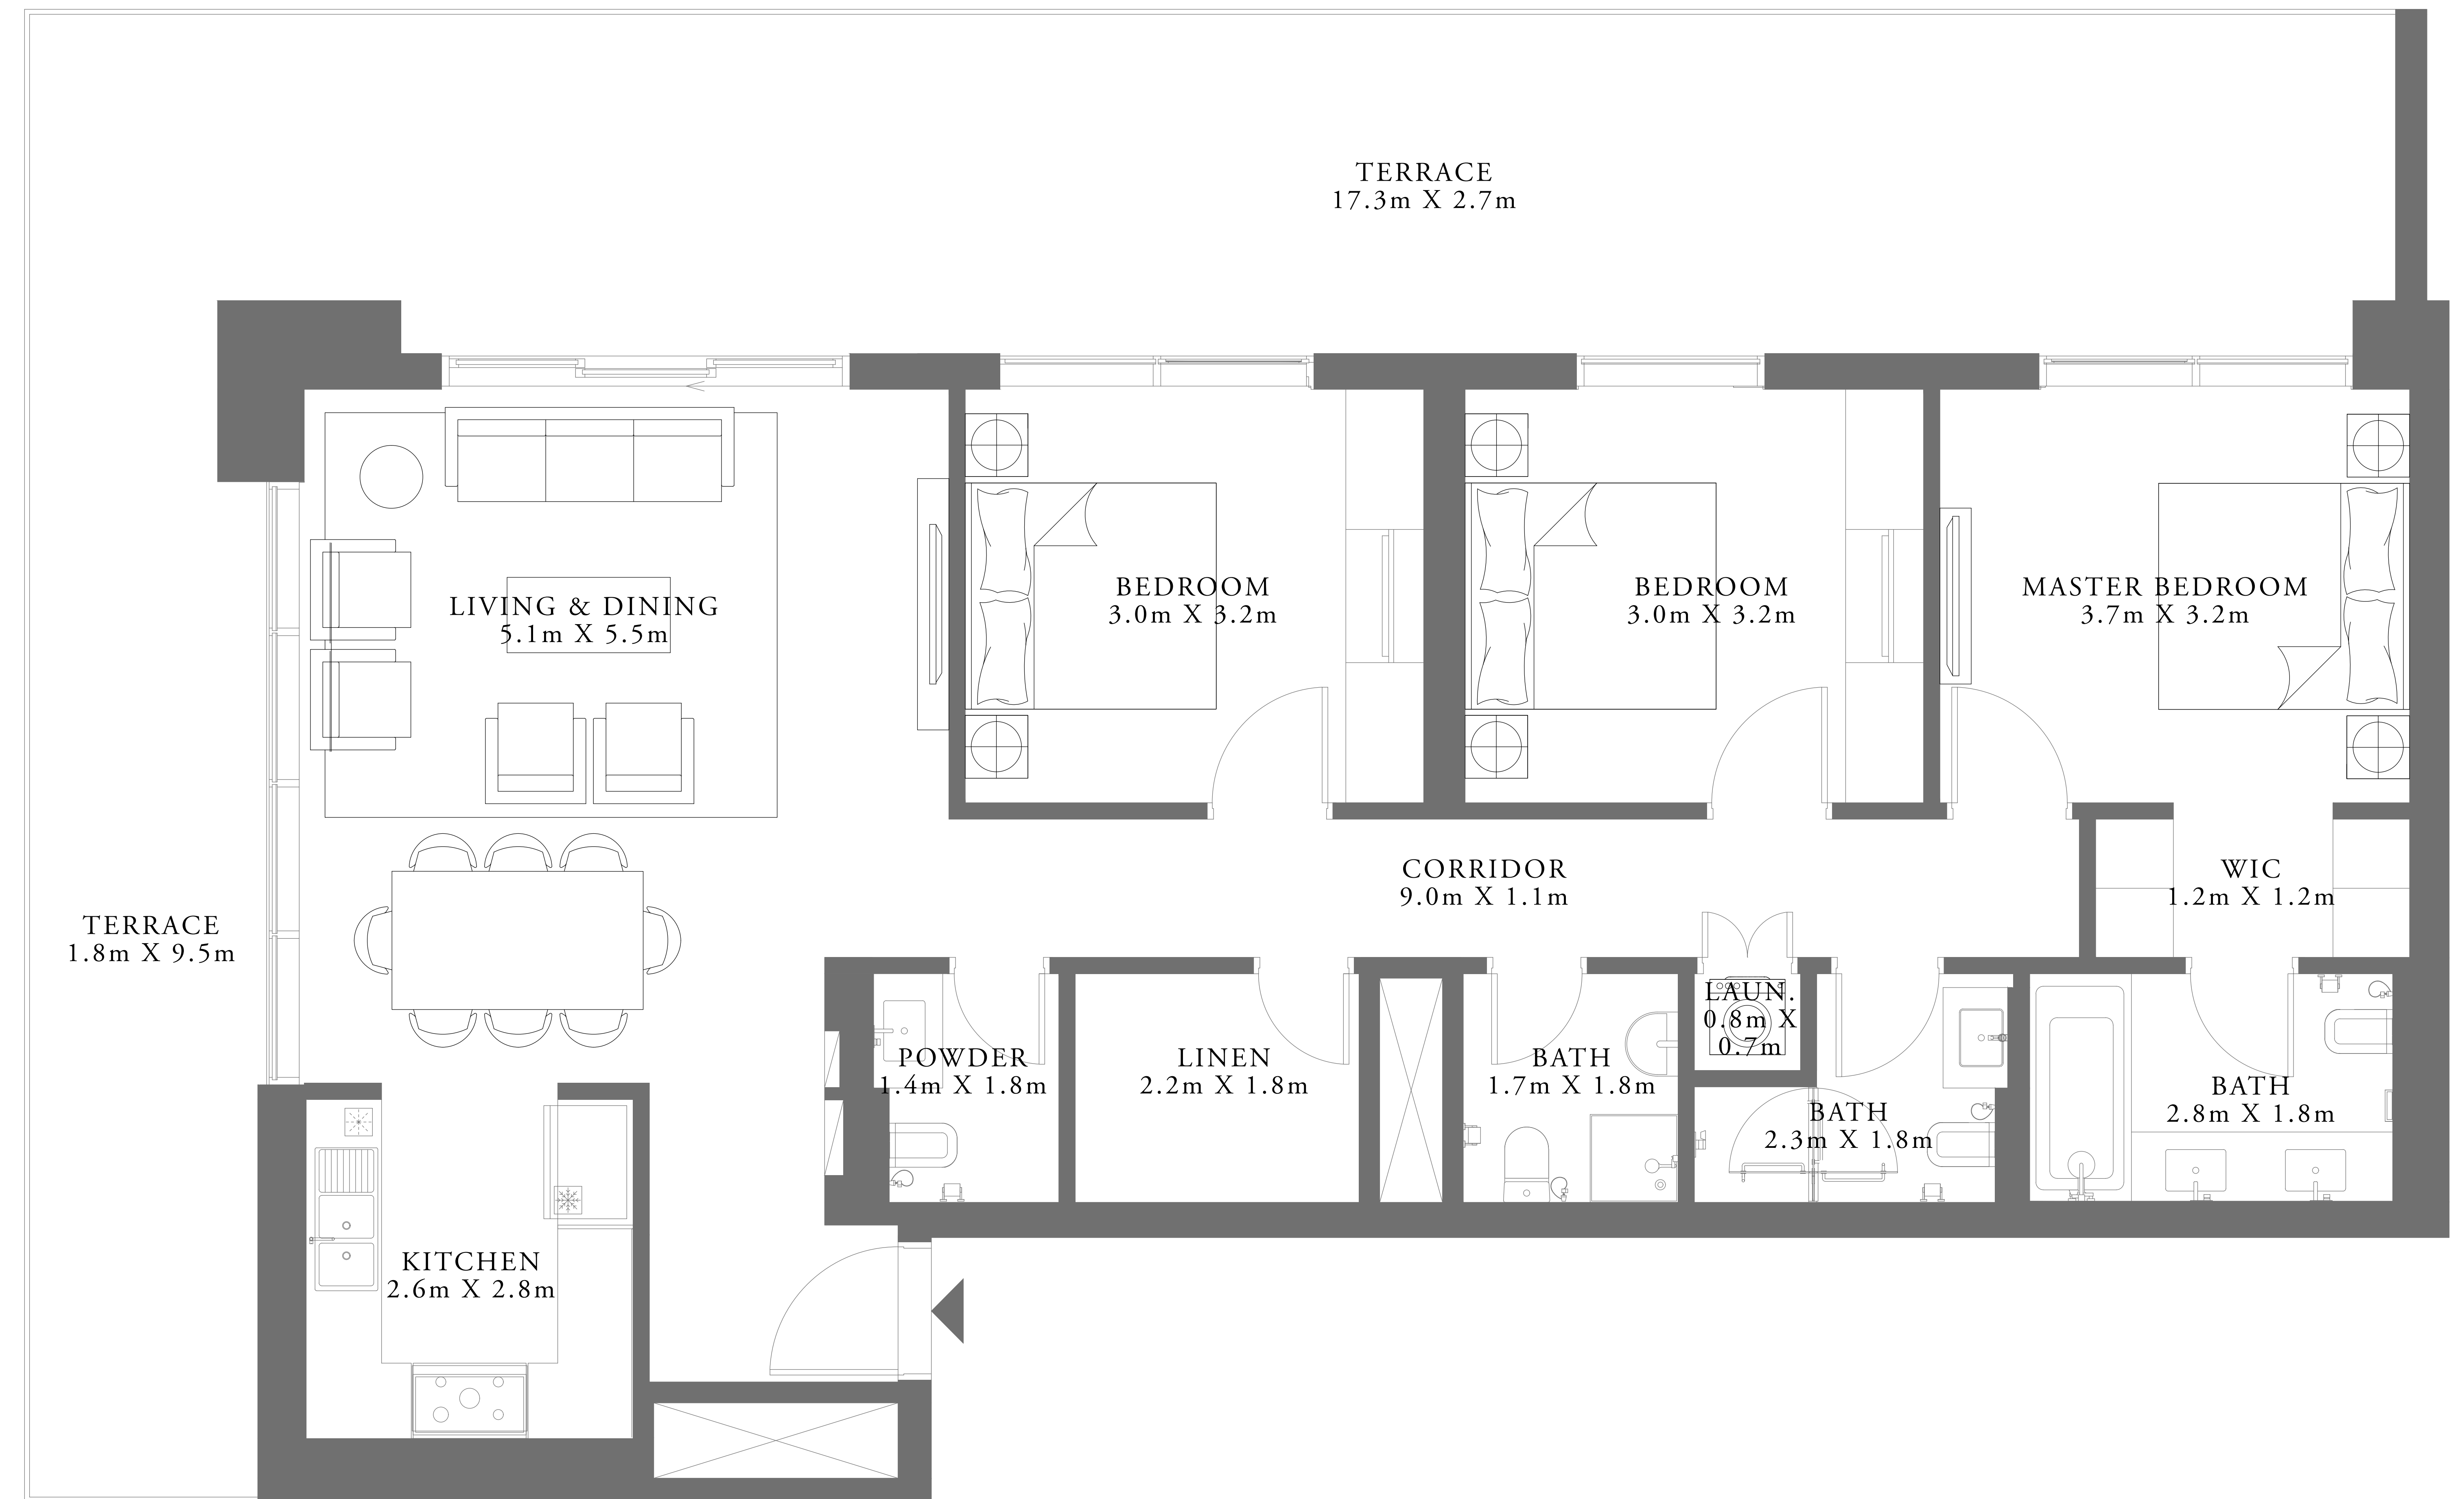 TERRACE
17.3m X 2.7m
LIVING & DINING
5.1m X 5.5m
BEDROOM
3.0m X 3.2m
BEDROOM
3.0m X 3.2m
MASTER BEDROOM
3.7m X 3.2m
CORRIDOR
9.0m X 1.1m
WIC
1.2m X 1.2m
TERRACE
1.8m X 9.5m
POWDER
1.4m X 1.8m
LINEN
2.2m X 1.8m
BATH
1.7m X 1.8m
LAUN.
0.8m X
0.7m
BATH
2.3m X 1.8m
BATH
2.8m X 1.8m
KITCHEN
2.6m X 2.8m